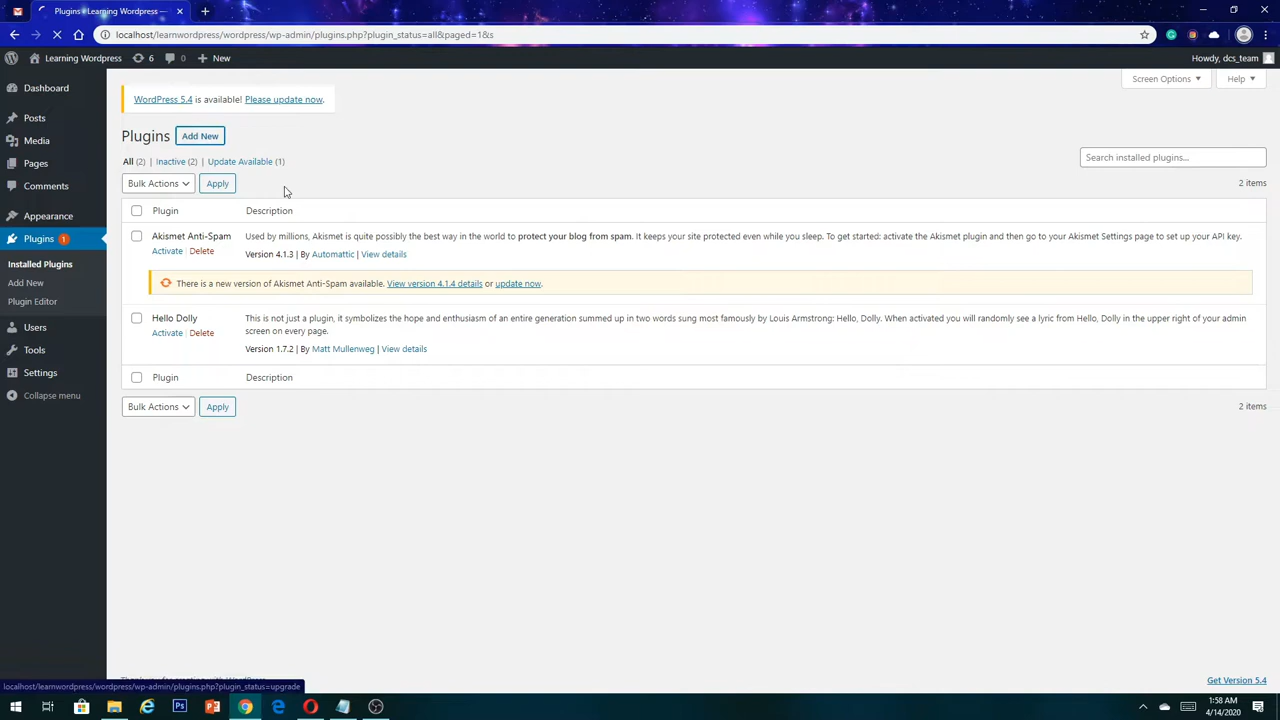 Plugins ‹ Learning Wordpress —
localhost/learnwordpress/wordpress/wp-admin/plugins.php?plugin_status=all&paged=1&s
Learning Wordpress 6 0 New
Howdy, dcs_team
Dashboard
Posts
Media
Pages
Comments
Appearance
Plugins 1
Installed Plugins
Add New
Plugin Editor
Users
Tools
Settings
Collapse menu
Screen Options Help
WordPress 5.4 is available! Please update now.
Plugins Add New
All (2) | Inactive (2) | Update Available (1)
Search installed plugins...
Bulk Actions Apply
2 items
Plugin Description
Akismet Anti-Spam
Activate | Delete
Used by millions, Akismet is quite possibly the best way in the world to protect your blog from spam. It keeps your site protected even while you sleep. To get started: activate the Akismet plugin and then go to your Akismet Settings page to set up your API key.
Version 4.1.3 | By Automattic | View details
There is a new version of Akismet Anti-Spam available. View version 4.1.4 details or update now.
Hello Dolly
Activate | Delete
This is not just a plugin, it symbolizes the hope and enthusiasm of an entire generation summed up in two words sung most famously by Louis Armstrong: Hello, Dolly. When activated you will randomly see a lyric from Hello, Dolly in the upper right of your admin
screen on every page.
Version 1.7.2 | By Matt Mullenweg | View details
Plugin Description
Bulk Actions Apply
2 items
Get Version 5.4
localhost/learnwordpress/wordpress/wp-admin/plugins.php?plugin_status=upgrade
1:58 AM
4/14/2020